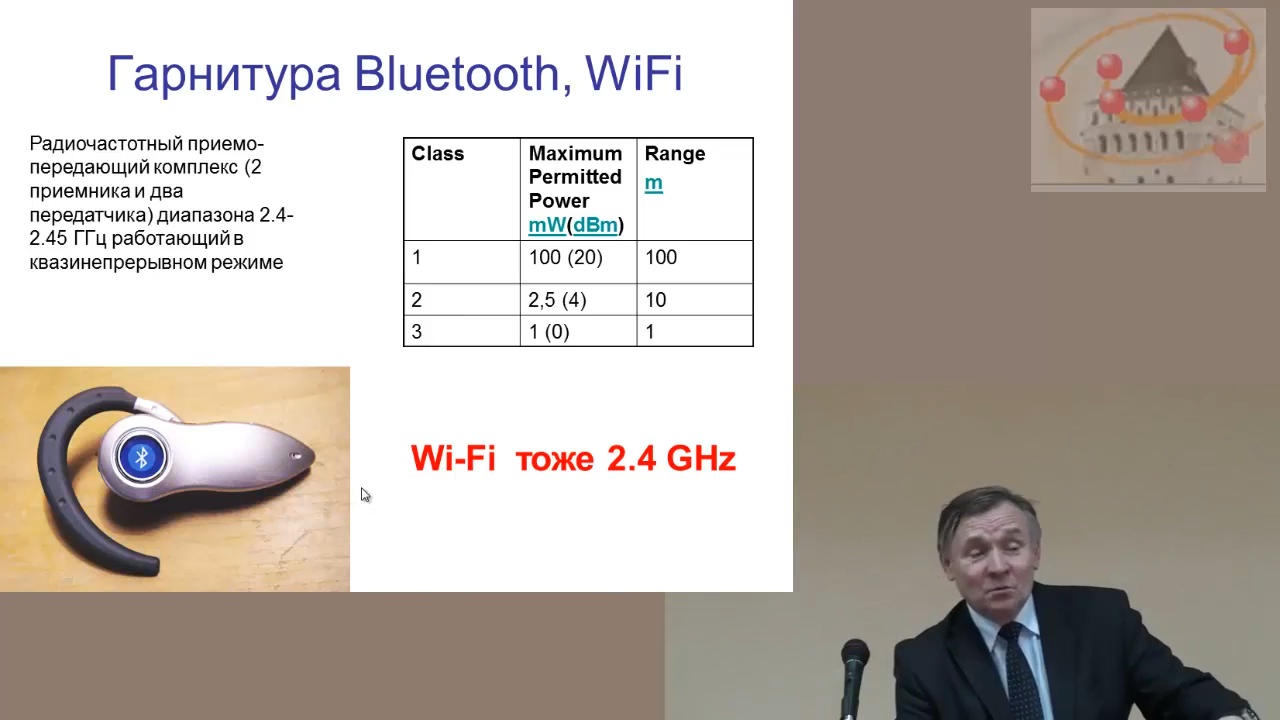 Гарнитура Bluetooth, WiFi
Радиочастотный приемо-
передающий комплекс (2
приемника и два
передатчика) диапазона 2.4-
2.45 ГГц работающий в
квазинепрерывном режиме
Class
Maximum
Permitted
Power
mW(dBm)
Range
m
1
100 (20)
100
2
2,5 (4)
10
3
1 (0)
1
Wi-Fi тоже 2.4 GHz